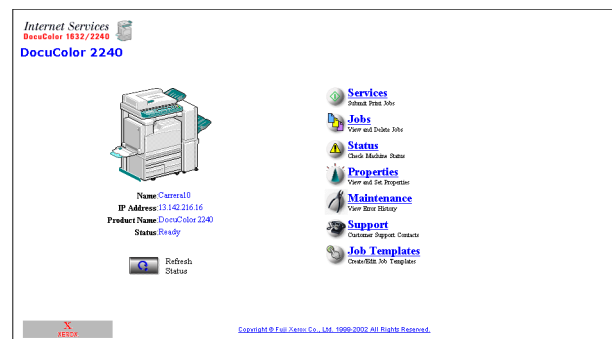 Internet Services
DocuColor 1632/2240
DocuColor 2240
Services
Submit Print Jobs
Jobs
View and Delete Jobs
Status
Check Machine Status
Properties
View and Set Properties
Maintenance
View Error History
Support
Customer Support Contacts
Job Templates
Create/Edit Job Templates
Name:Carrera10
IP Address:13.142.216.16
Product Name:DocuColor 2240
Status:Ready
Refresh
Status
X
XEROX
Copyright © Fuji Xerox Co., Ltd. 1998-2002 All Rights Reserved.